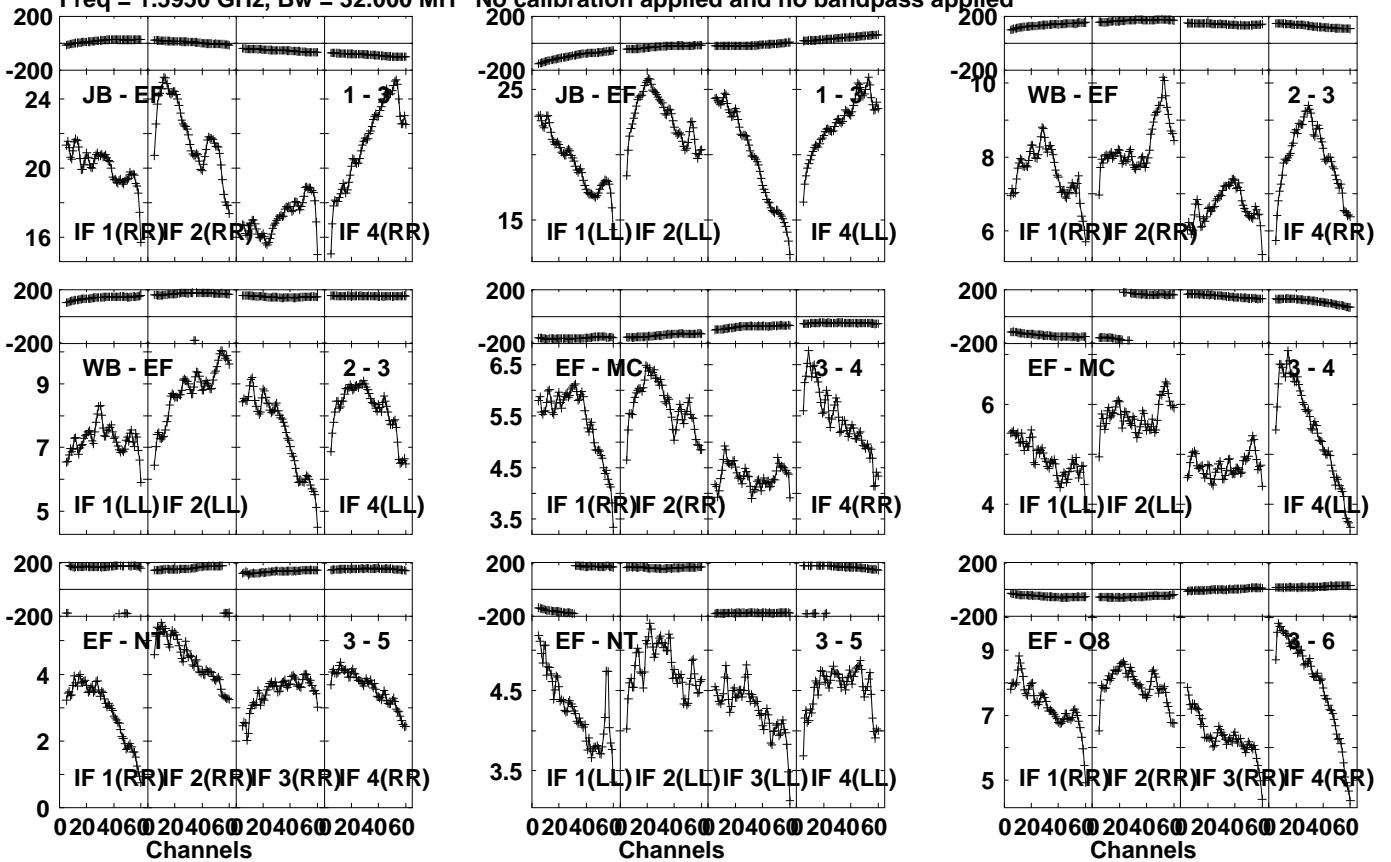 Freq = 1.5950 GHz, Bw = 32.000 MH No calibration applied and no bandpass applied
200
-200
24
20
16
JB - EF
1 - 3
IF 1(RR)
IF 2(RR)
IF 4(RR)
200
-200
25
15
JB - EF
1 - 3
IF 1(LL)
IF 2(LL)
IF 4(LL)
200
-200
10
8
6
WB - EF
2 - 3
IF 1(RR)
IF 2(RR)
IF 4(RR)
200
-200
9
7
5
WB - EF
2 - 3
IF 1(LL)
IF 2(LL)
IF 4(LL)
200
-200
6.5
5.5
4.5
3.5
EF - MC
3 - 4
IF 1(RR)
IF 2(RR)
IF 4(RR)
200
-200
6
4
EF - MC
3 - 4
IF 1(LL)
IF 2(LL)
IF 4(LL)
200
-200
4
2
0
EF - NT
3 - 5
IF 1(RR)
IF 2(RR)
IF 3(RR)
IF 4(RR)
0 20 40 60 0 20 40 60 0 20 40 60 0 20 40 60
Channels
200
-200
4.5
3.5
EF - NT
3 - 5
IF 1(LL)
IF 2(LL)
IF 3(LL)
IF 4(LL)
0 20 40 60 0 20 40 60 0 20 40 60 0 20 40 60
Channels
200
-200
9
7
5
EF - O8
3 - 6
IF 1(RR)
IF 2(RR)
IF 3(RR)
IF 4(RR)
0 20 40 60 0 20 40 60 0 20 40 60 0 20 40 60
Channels